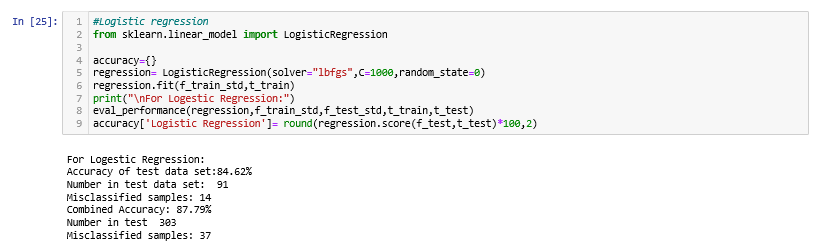 In [25]:
1 #Logistic regression
2 from sklearn.linear_model import LogisticRegression
3
4 accuracy={}
5 regression= LogisticRegression(solver="lbfgs",C=1000,random_state=0)
6 regression.fit(f_train_std,t_train)
7 print("\nFor Logestic Regression:")
8 eval_performance(regression,f_train_std,f_test_std,t_train,t_test)
9 accuracy['Logistic Regression']= round(regression.score(f_test,t_test)*100,2)
For Logestic Regression:
Accuracy of test data set:84.62%
Number in test data set:  91
Misclassified samples: 14
Combined Accuracy: 87.79%
Number in test  303
Misclassified samples: 37